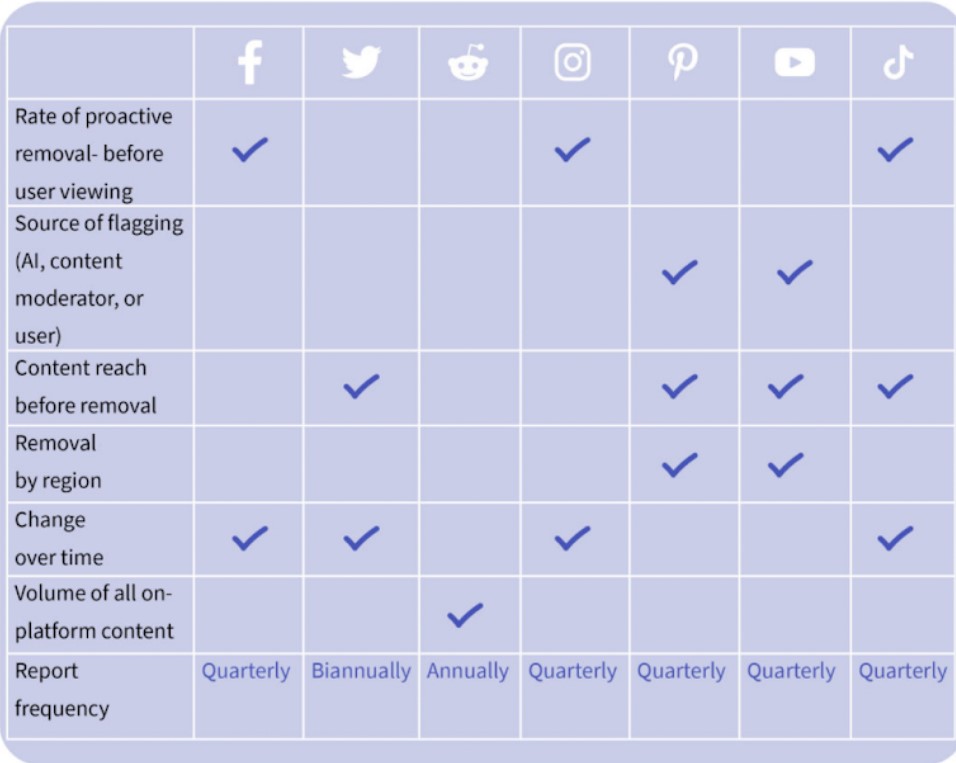 Rate of proactive
removal- before
user viewing
Source of flagging
(AI, content
moderator, or
user)
Content reach
before removal
Removal
by region
Change
over time
Volume of all on-
platform content
Report
frequency
Quarterly Biannually Annually Quarterly Quarterly Quarterly Quarterly